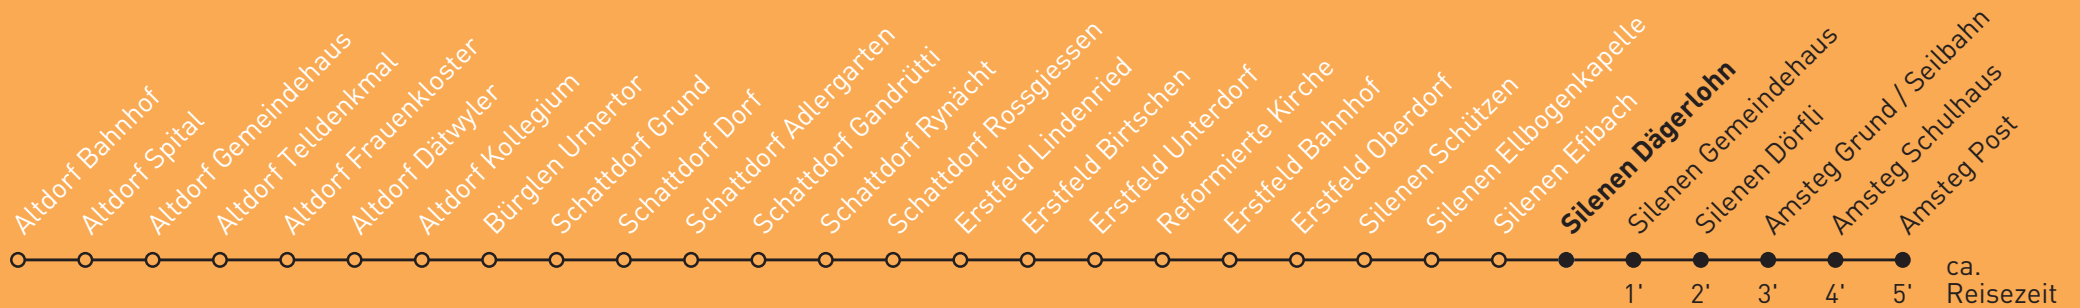 Altdorf Bahnhof
Altdorf Spital
Altdorf Gemeindehaus
Altdorf Telldenkmal
Altdorf Frauenkloster
Altdorf Dätwyler
Altdorf Kollegium
Bürglen Urnertor
Schattdorf Grund
Schattdorf Dorf
Schattdorf Adlergarten
Schattdorf Gandrütti
Schattdorf Rynächt
Schattdorf Rossgiessen
Erstfeld Lindenried
Erstfeld Birtschen
Erstfeld Unterdorf
Reformierte Kirche
Erstfeld Bahnhof
Erstfeld Oberdorf
Silenen Schützen
Silenen Ellbogenkapelle
Silenen Efibach
Silenen Dägerlohn
Silenen Gemeindehaus
Silenen Dörfli
Amsteg Grund / Seilbahn
Amsteg Schulhaus
Amsteg Post
ca.
1' 2' 3' 4' 5' Reisezeit